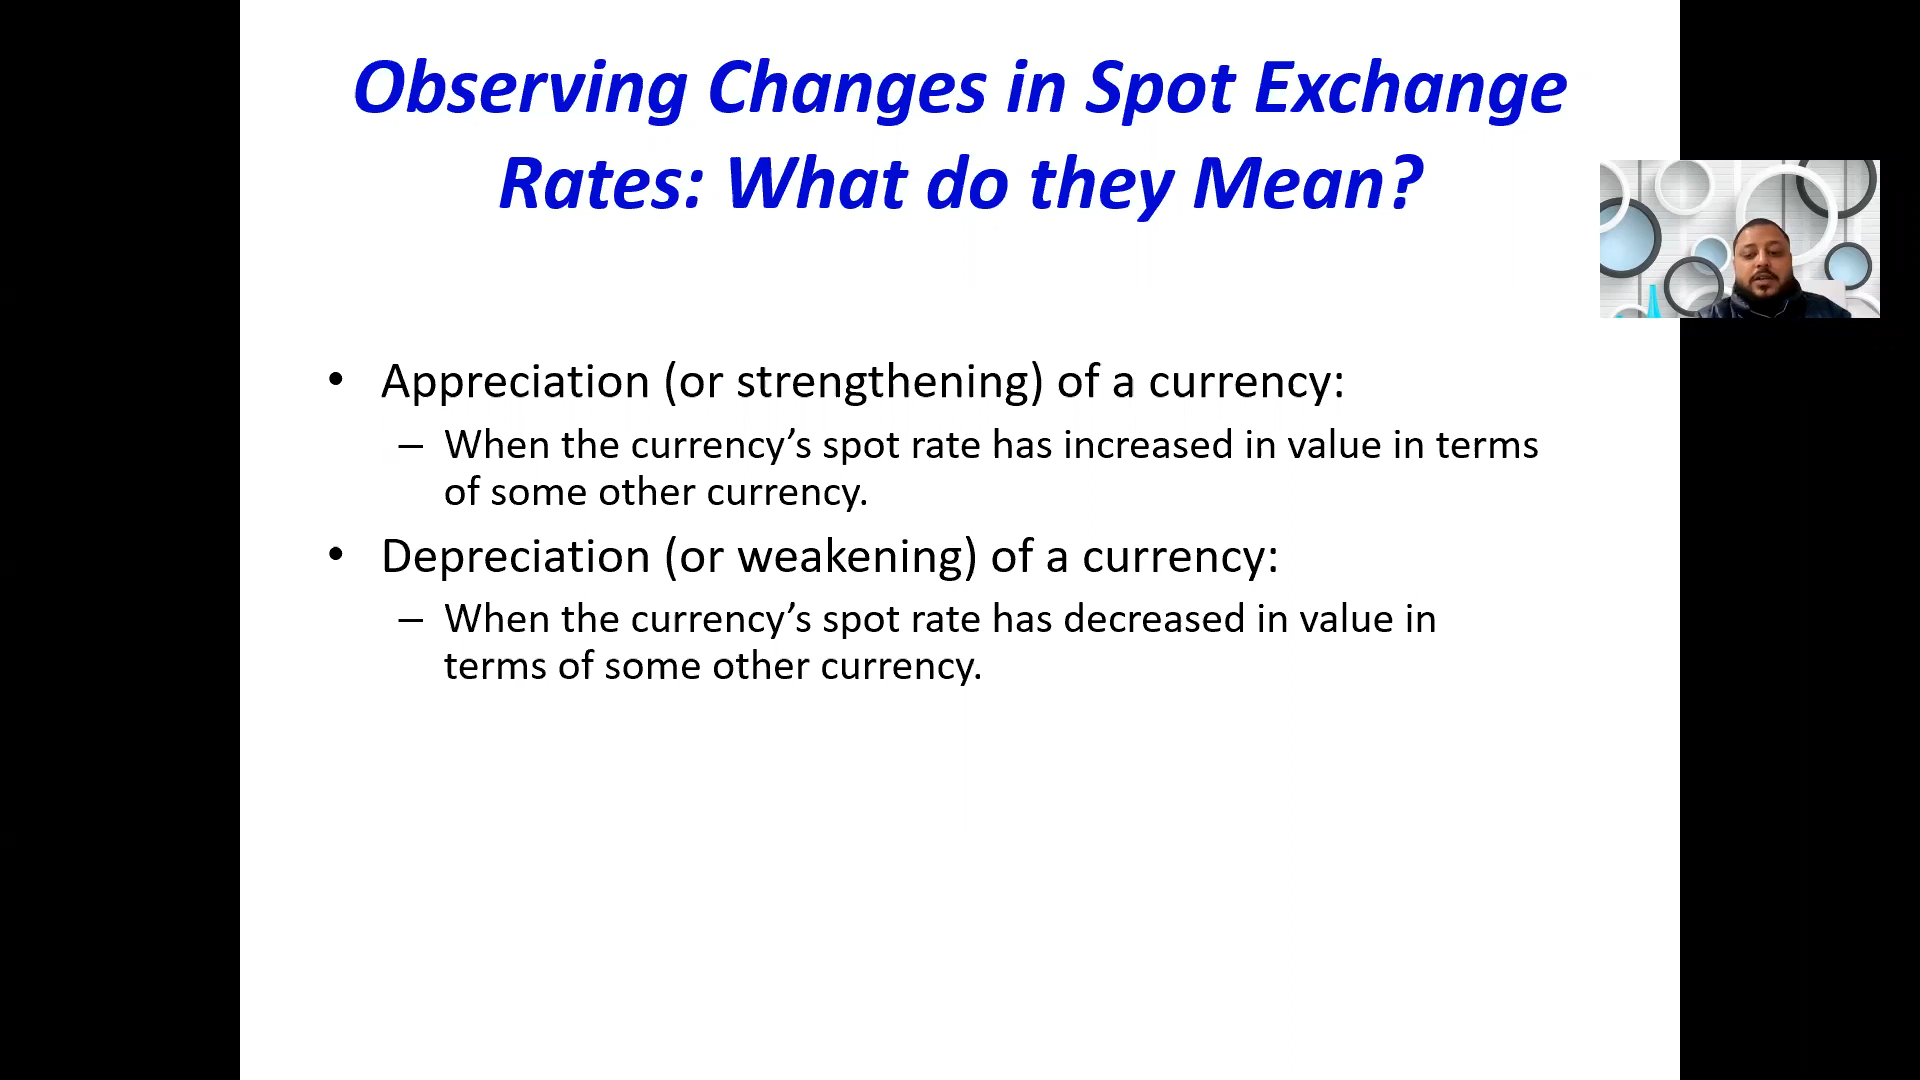 Observing Changes in Spot Exchange
Rates: What do they Mean?
• Appreciation (or strengthening) of a currency:
– When the currency’s spot rate has increased in value in terms
of some other currency.
• Depreciation (or weakening) of a currency:
– When the currency’s spot rate has decreased in value in
terms of some other currency.